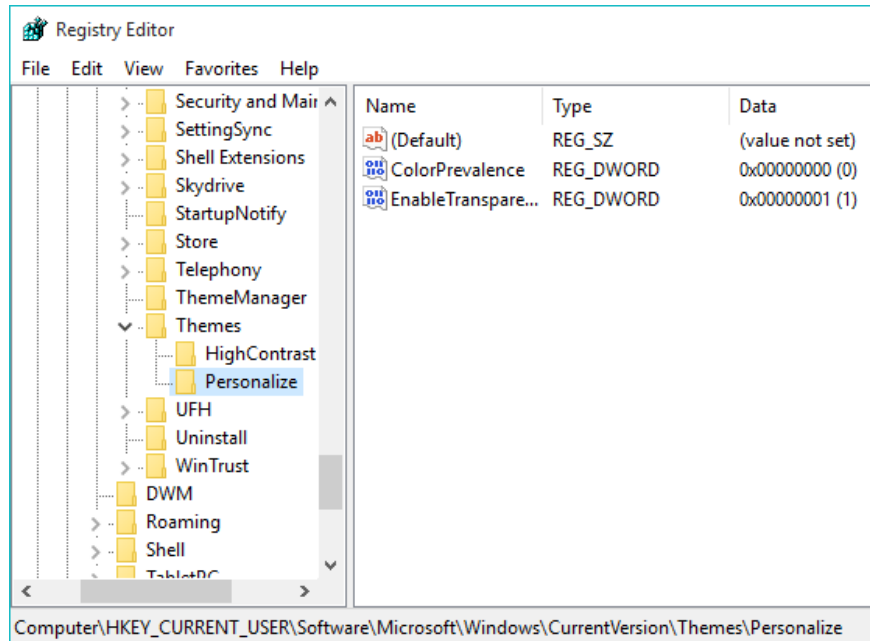 Registry Editor
File Edit View Favorites Help
Security and Mair
SettingSync
Shell Extensions
Skydrive
StartupNotify
Store
Telephony
ThemeManager
Themes
HighContrast
Personalize
UFH
Uninstall
WinTrust
DWM
Roaming
Shell
TabletPC
Name Type Data
(Default) REG_SZ (value not set)
ColorPrevalence REG_DWORD 0x00000000 (0)
EnableTranspare... REG_DWORD 0x00000001 (1)
Computer\HKEY_CURRENT_USER\Software\Microsoft\Windows\CurrentVersion\Themes\Personalize